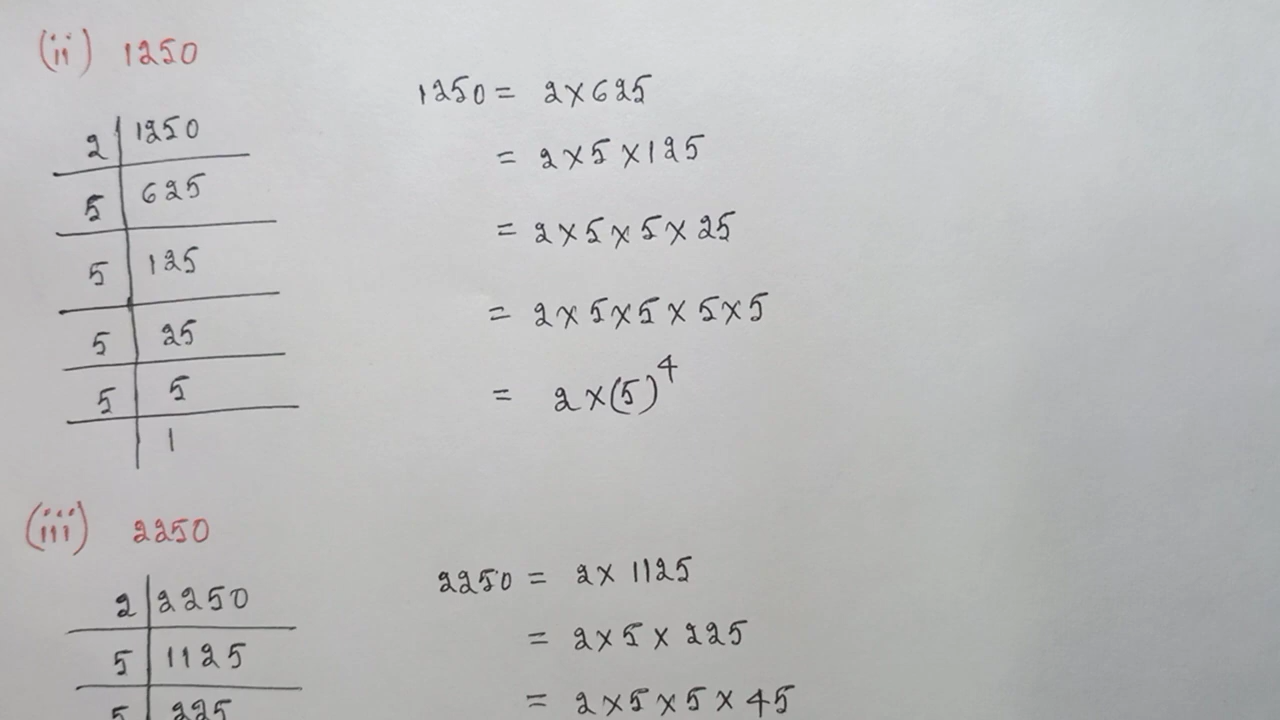 (ii) 1250
2 | 1250
5 | 625
5 | 125
5 | 25
5 | 5
1
1250 = 2 × 625
= 2 × 5 × 125
= 2 × 5 × 5 × 25
= 2 × 5 × 5 × 5 × 5
= 2 × (5)^4
(iii) 2250
2 | 2250
5 | 1125
5 | 225
2250 = 2 × 1125
= 2 × 5 × 225
= 2 × 5 × 5 × 45